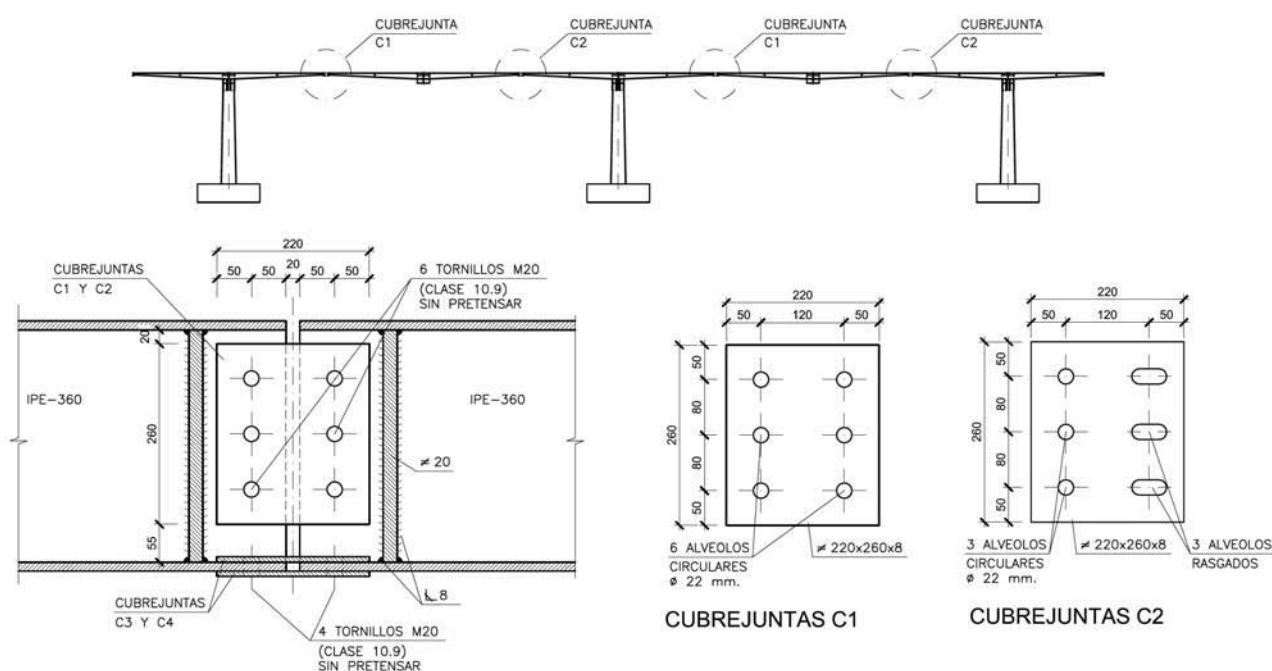 CUBREJUNTA
C1
CUBREJUNTA
C2
CUBREJUNTA
C1
CUBREJUNTA
C2
220
50
50
20
50
50
CUBREJUNTAS
C1 Y C2
6 TORNILLOS M20
(CLASE 10.9)
SIN PRETENSAR
20
260
55
IPE-360
IPE-360
≠ 20
8
CUBREJUNTAS
C3 Y C4
4 TORNILLOS M20
(CLASE 10.9)
SIN PRETENSAR
220
50
120
50
50
80
80
50
260
6 ALVEOLOS
CIRCULARES
ø 22 mm.
≠ 220x260x8
CUBREJUNTAS C1
220
50
120
50
50
80
80
50
260
3 ALVEOLOS
CIRCULARES
ø 22 mm.
≠ 220x260x8
3 ALVEOLOS
RASGADOS
CUBREJUNTAS C2